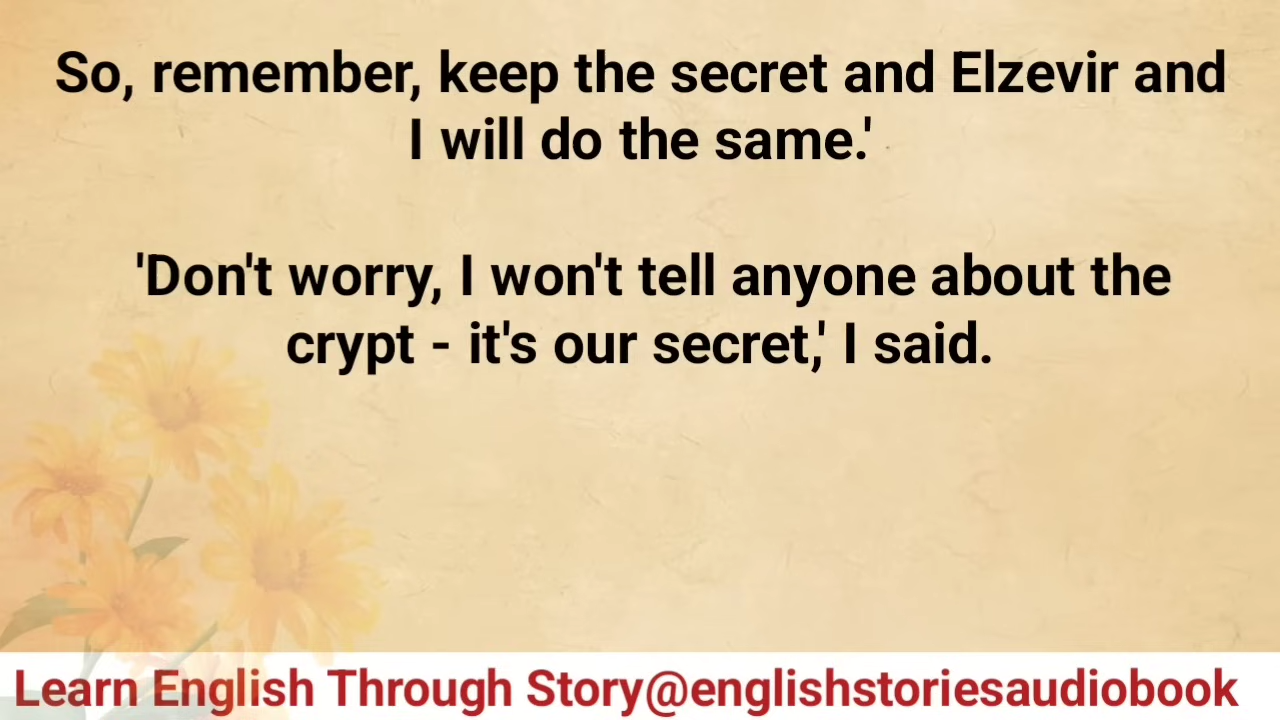 So, remember, keep the secret and Elzevir and
I will do the same.'
'Don't worry, I won't tell anyone about the
crypt - it's our secret,' I said.
Learn English Through Story@englishstoriesaudiobook